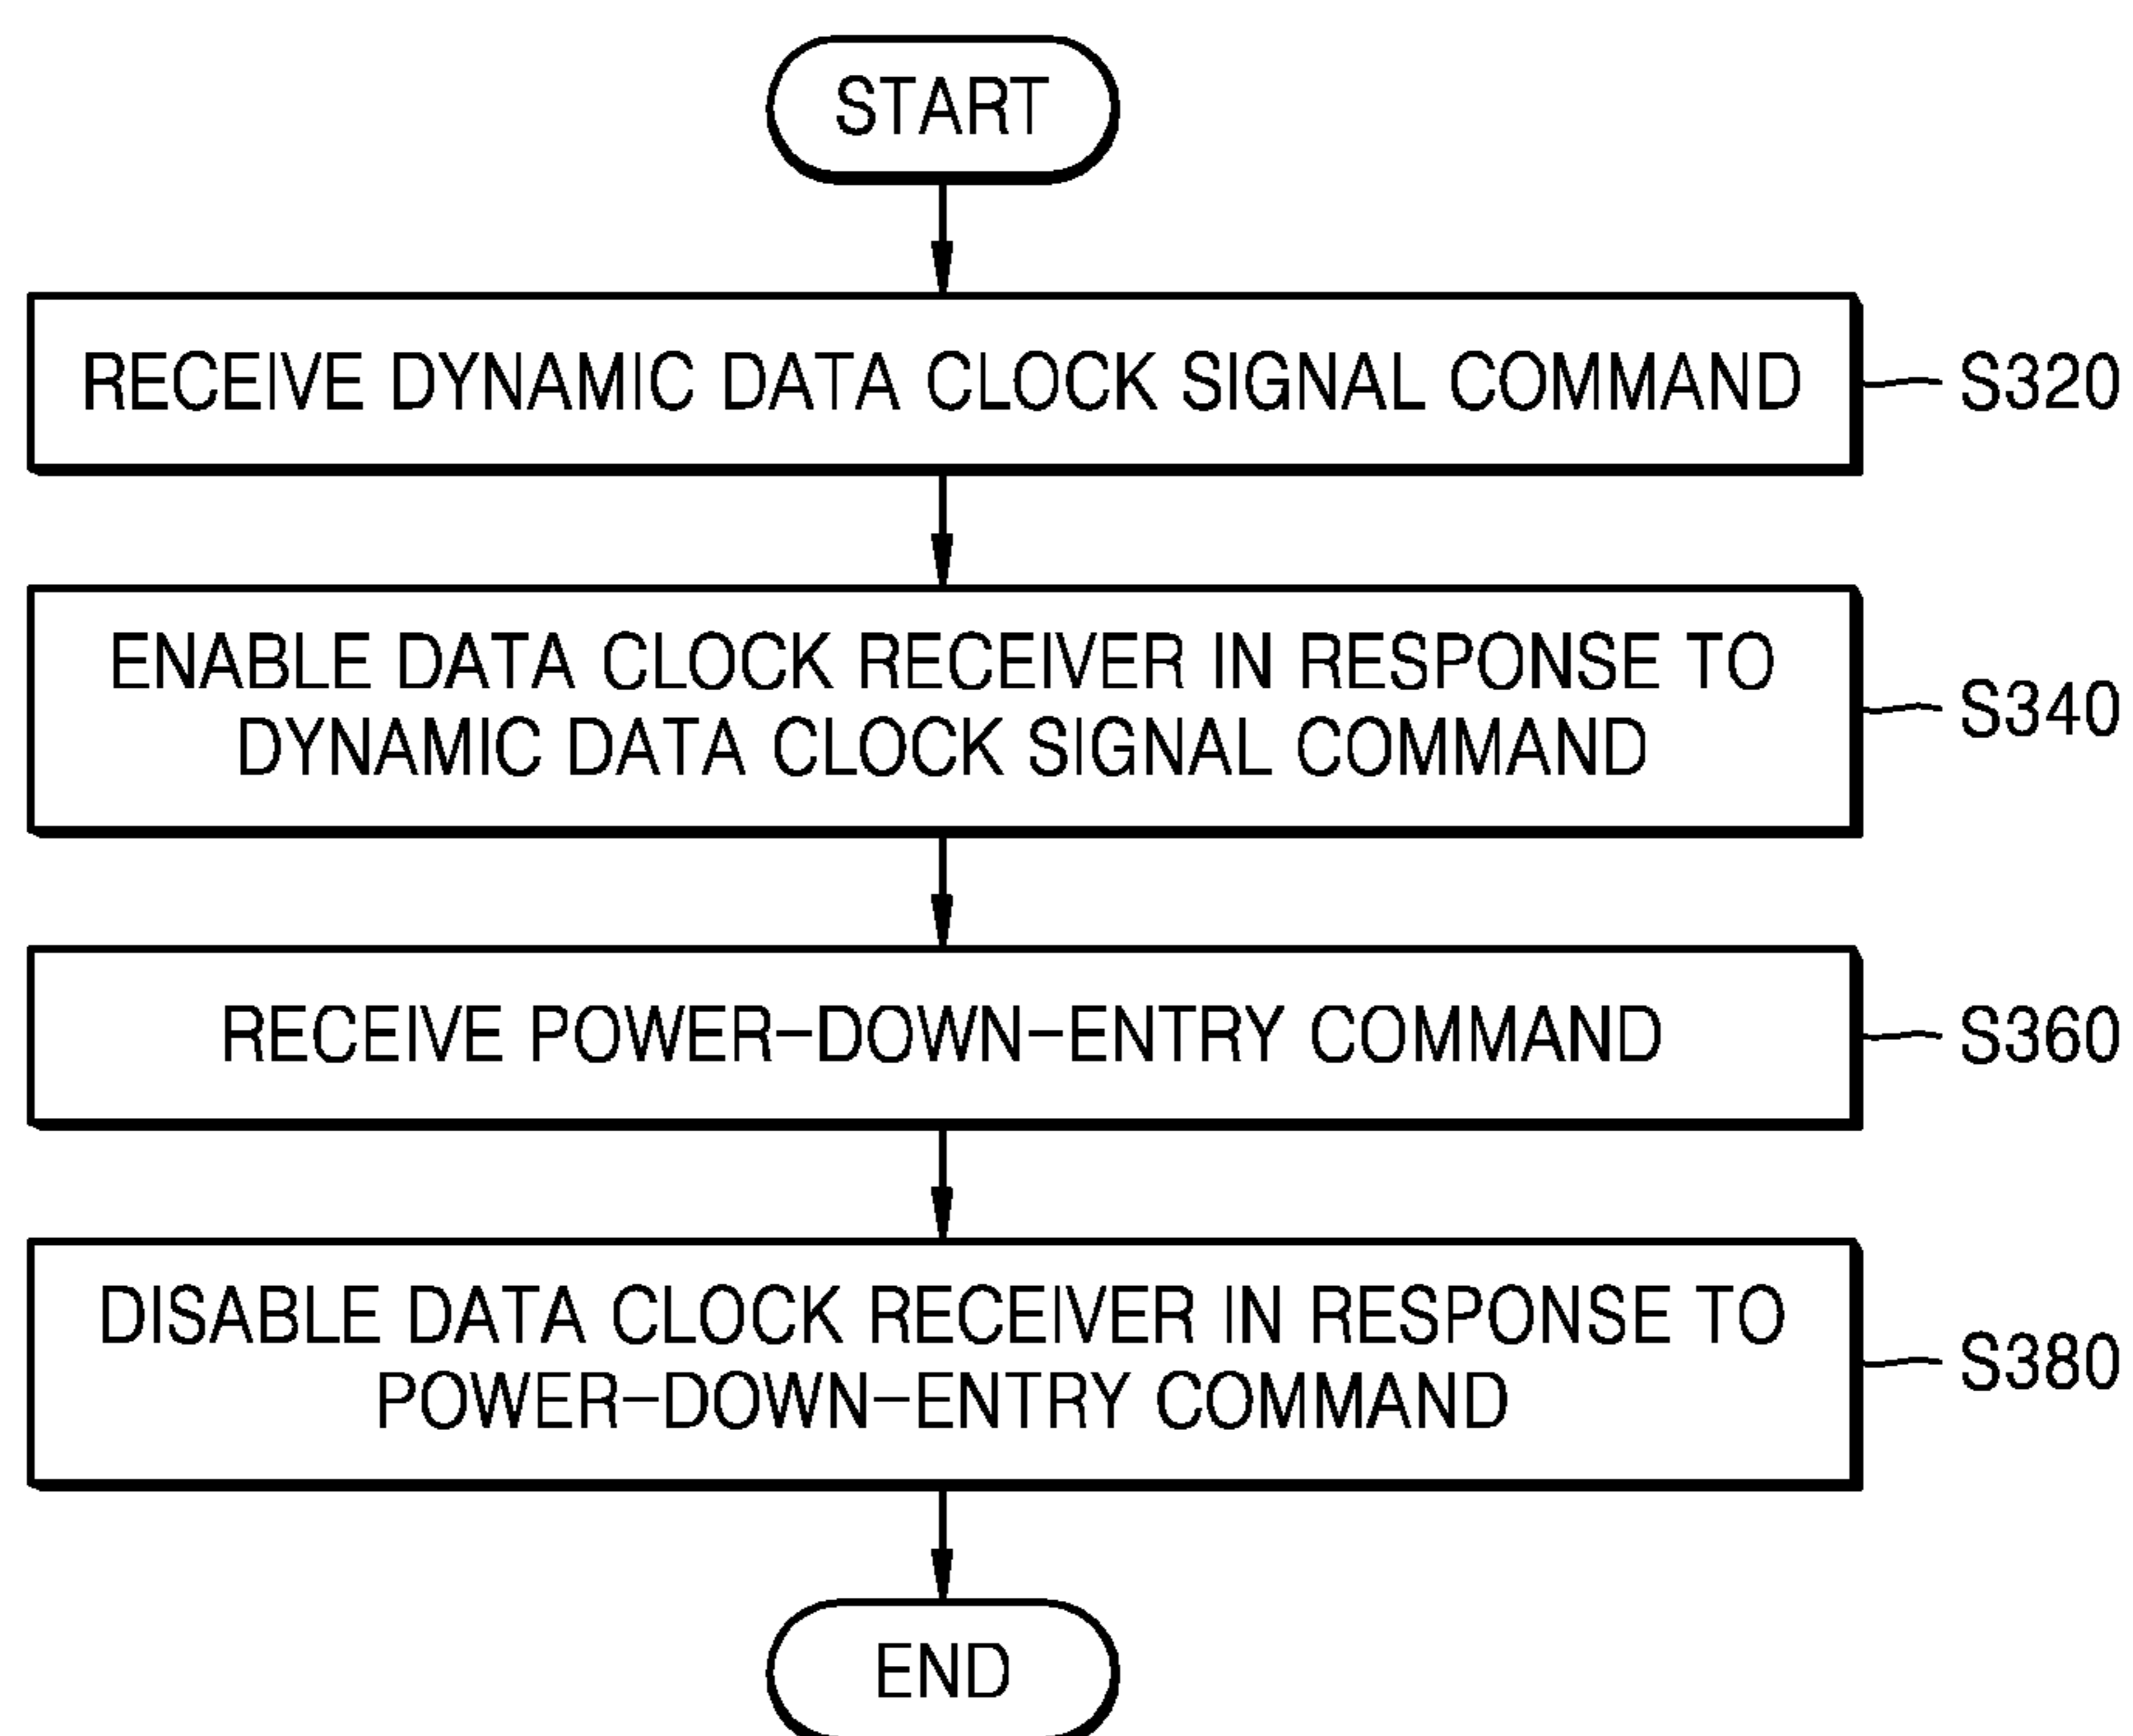 START
RECEIVE DYNAMIC DATA CLOCK SIGNAL COMMAND
S320
ENABLE DATA CLOCK RECEIVER IN RESPONSE TO
DYNAMIC DATA CLOCK SIGNAL COMMAND
S340
RECEIVE POWER-DOWN-ENTRY COMMAND
S360
DISABLE DATA CLOCK RECEIVER IN RESPONSE TO
POWER-DOWN-ENTRY COMMAND
S380
END